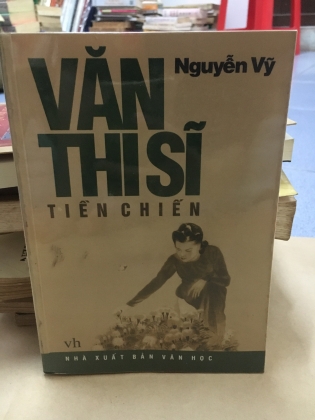 Nguyễn Vỹ
VĂN
THI SĨ
TIỀN CHIẾN
vh
NHÀ XUẤT BẢN VĂN HỌC